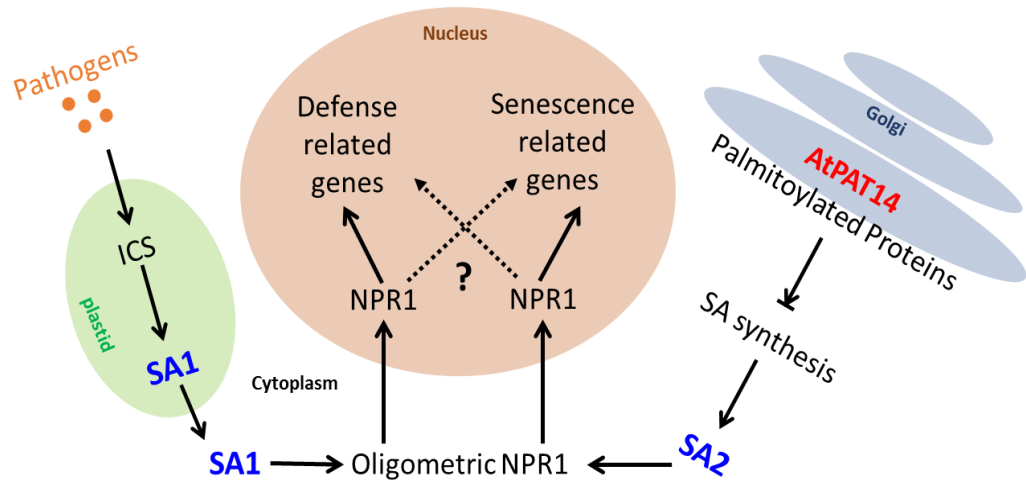 Nucleus
Pathogens
Defense
related
genes
Senescence
related
genes
Golgi
AtPAT14
Palmitoylated Proteins
ICS
plastid
SA1
?
NPR1
NPR1
SA synthesis
Cytoplasm
SA1
Oligometric NPR1
SA2